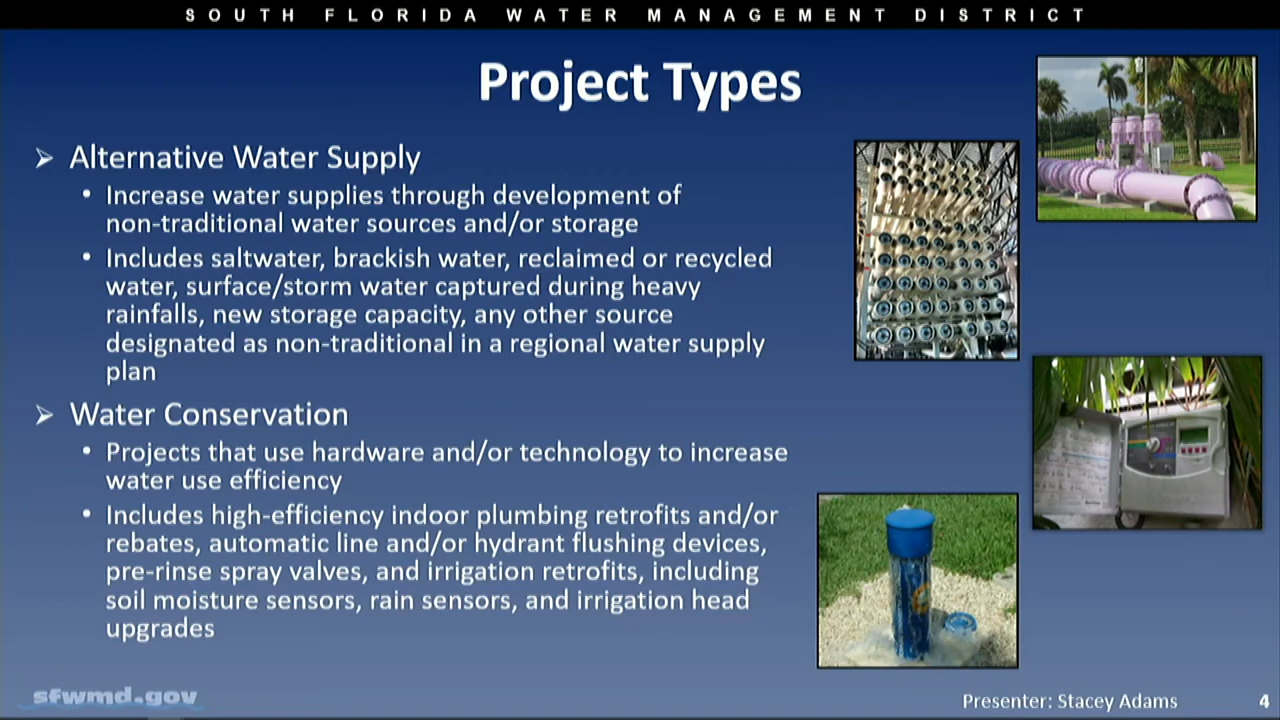 SOUTH FLORIDA WATER MANAGEMENT DISTRICT
Project Types
Alternative Water Supply
Increase water supplies through development of
non-traditional water sources and/or storage
Includes saltwater, brackish water, reclaimed or recycled
water, surface/storm water captured during heavy
rainfalls, new storage capacity, any other source
designated as non-traditional in a regional water supply
plan
Water Conservation
Projects that use hardware and/or technology to increase
water use efficiency
Includes high-efficiency indoor plumbing retrofits and/or
rebates, automatic line and/or hydrant flushing devices,
pre-rinse spray valves, and irrigation retrofits, including
soil moisture sensors, rain sensors, and irrigation head
upgrades
sfwmd.gov
Presenter: Stacey Adams
4